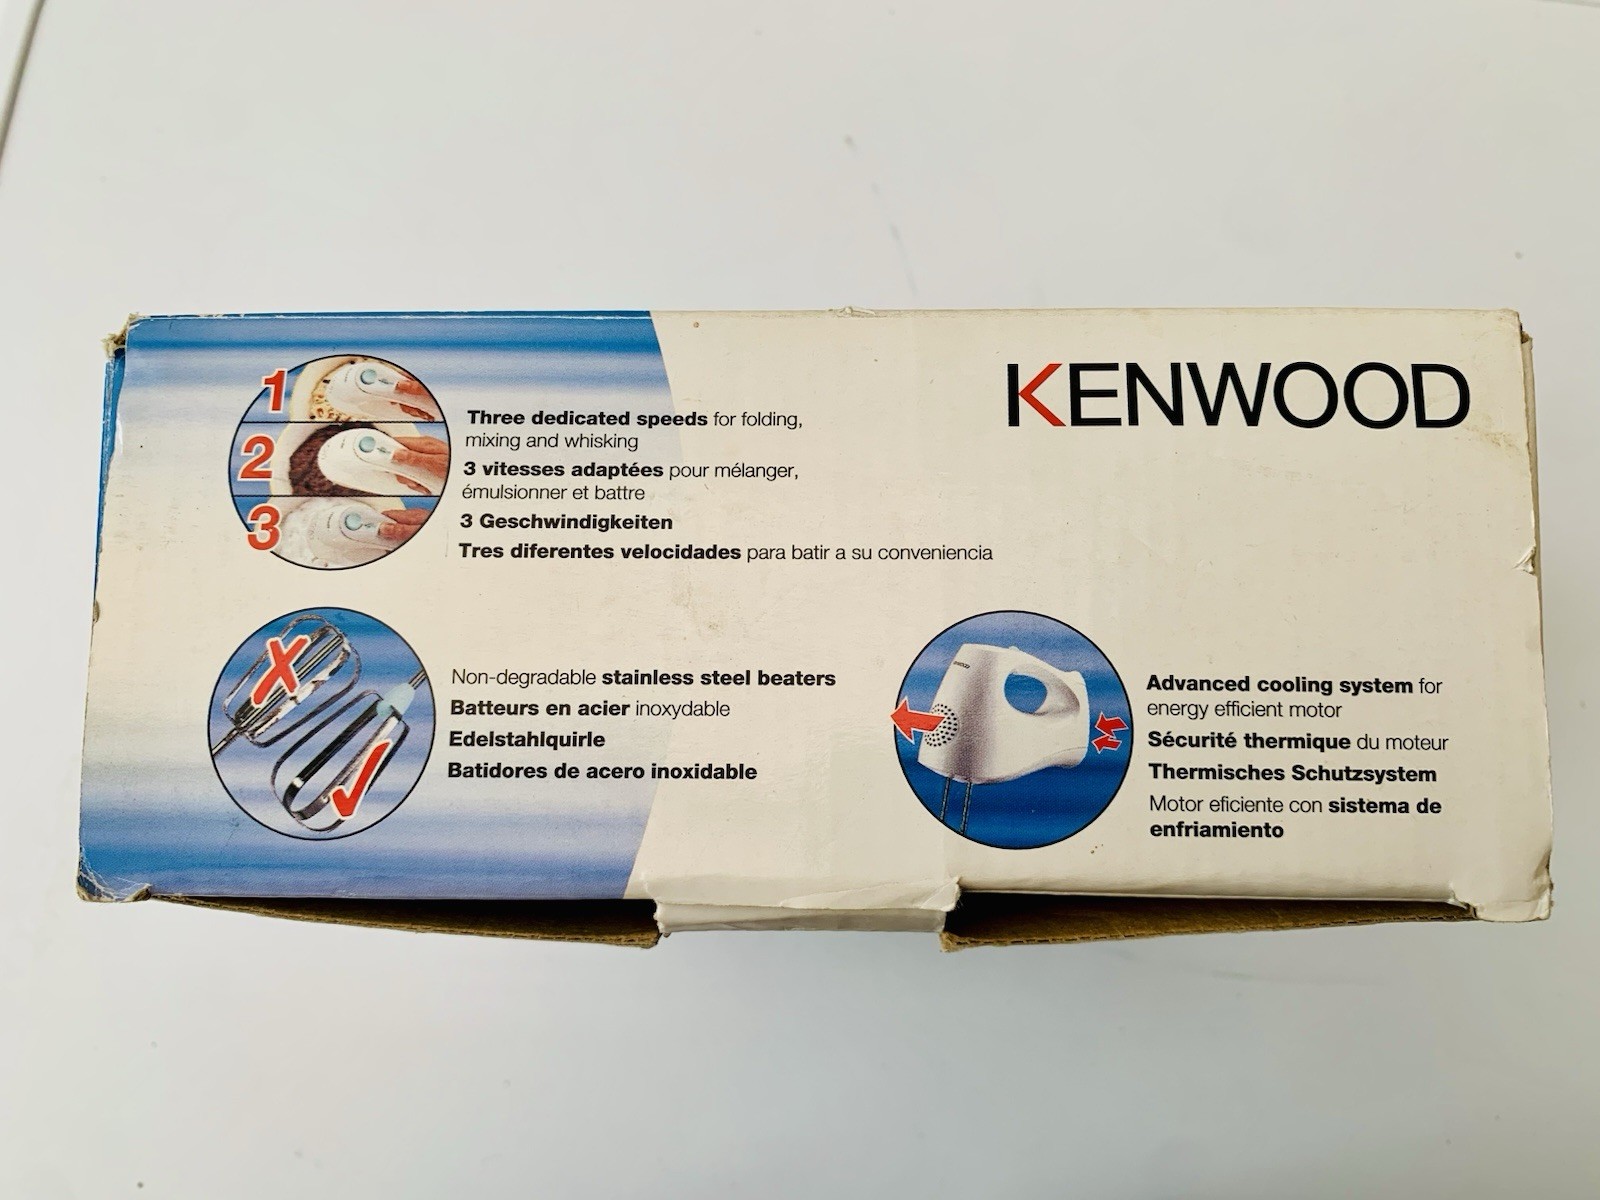 KENWOOD
1
2
3
Three dedicated speeds for folding,
mixing and whisking
3 vitesses adaptées pour mélanger,
émulsionner et battre
3 Geschwindigkeiten
Tres diferentes velocidades para batir a su conveniencia
Non-degradable stainless steel beaters
Batteurs en acier inoxydable
Edelstahlquirle
Batidores de acero inoxidable
Advanced cooling system for
energy efficient motor
Sécurité thermique du moteur
Thermisches Schutzsystem
Motor eficiente con sistema de
enfriamiento